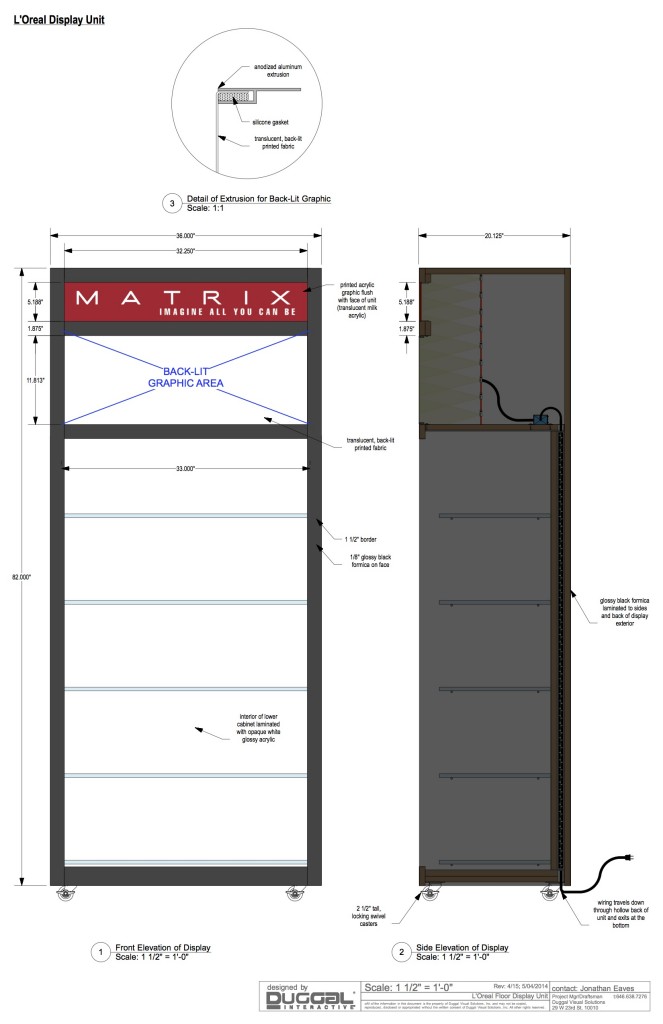 L'Oreal Display Unit
anodized aluminum
extrusion
silicone gasket
translucent, back-lit
printed fabric
3
Detail of Extrusion for Back-Lit Graphic
Scale: 1:1
36.000"
32.250"
20.125"
5.188"
MATRIX
IMAGINE ALL YOU CAN BE
printed acrylic
graphic flush
with face of unit
(translucent milk
acrylic)
5.188"
1.875"
1.875"
11.813"
BACK-LIT
GRAPHIC AREA
translucent, back-lit
printed fabric
33.000"
1 1/2" border
1/8" glossy black
formica on face
82.000"
glossy black formica
laminated to sides
and back of display
exterior
interior of lower
cabinet laminated
with opaque white
glossy acrylic
2 1/2" tall,
locking swivel
casters
wiring travels down
through hollow back of
unit and exits at the
bottom
1
Front Elevation of Display
Scale: 1 1/2" = 1'-0"
2
Side Elevation of Display
Scale: 1 1/2" = 1'-0"
designed by
DUGGAL
INTERACTIVE
Scale: 1 1/2" = 1'-0"
Rev: 4/15; 5/04/2014
L'Oreal Floor Display Unit
contact: Jonathan Eaves
Project Mgr/Draftsman
t:646.638.7276
Duggal Visual Solutions
29 W 23rd St, 10010